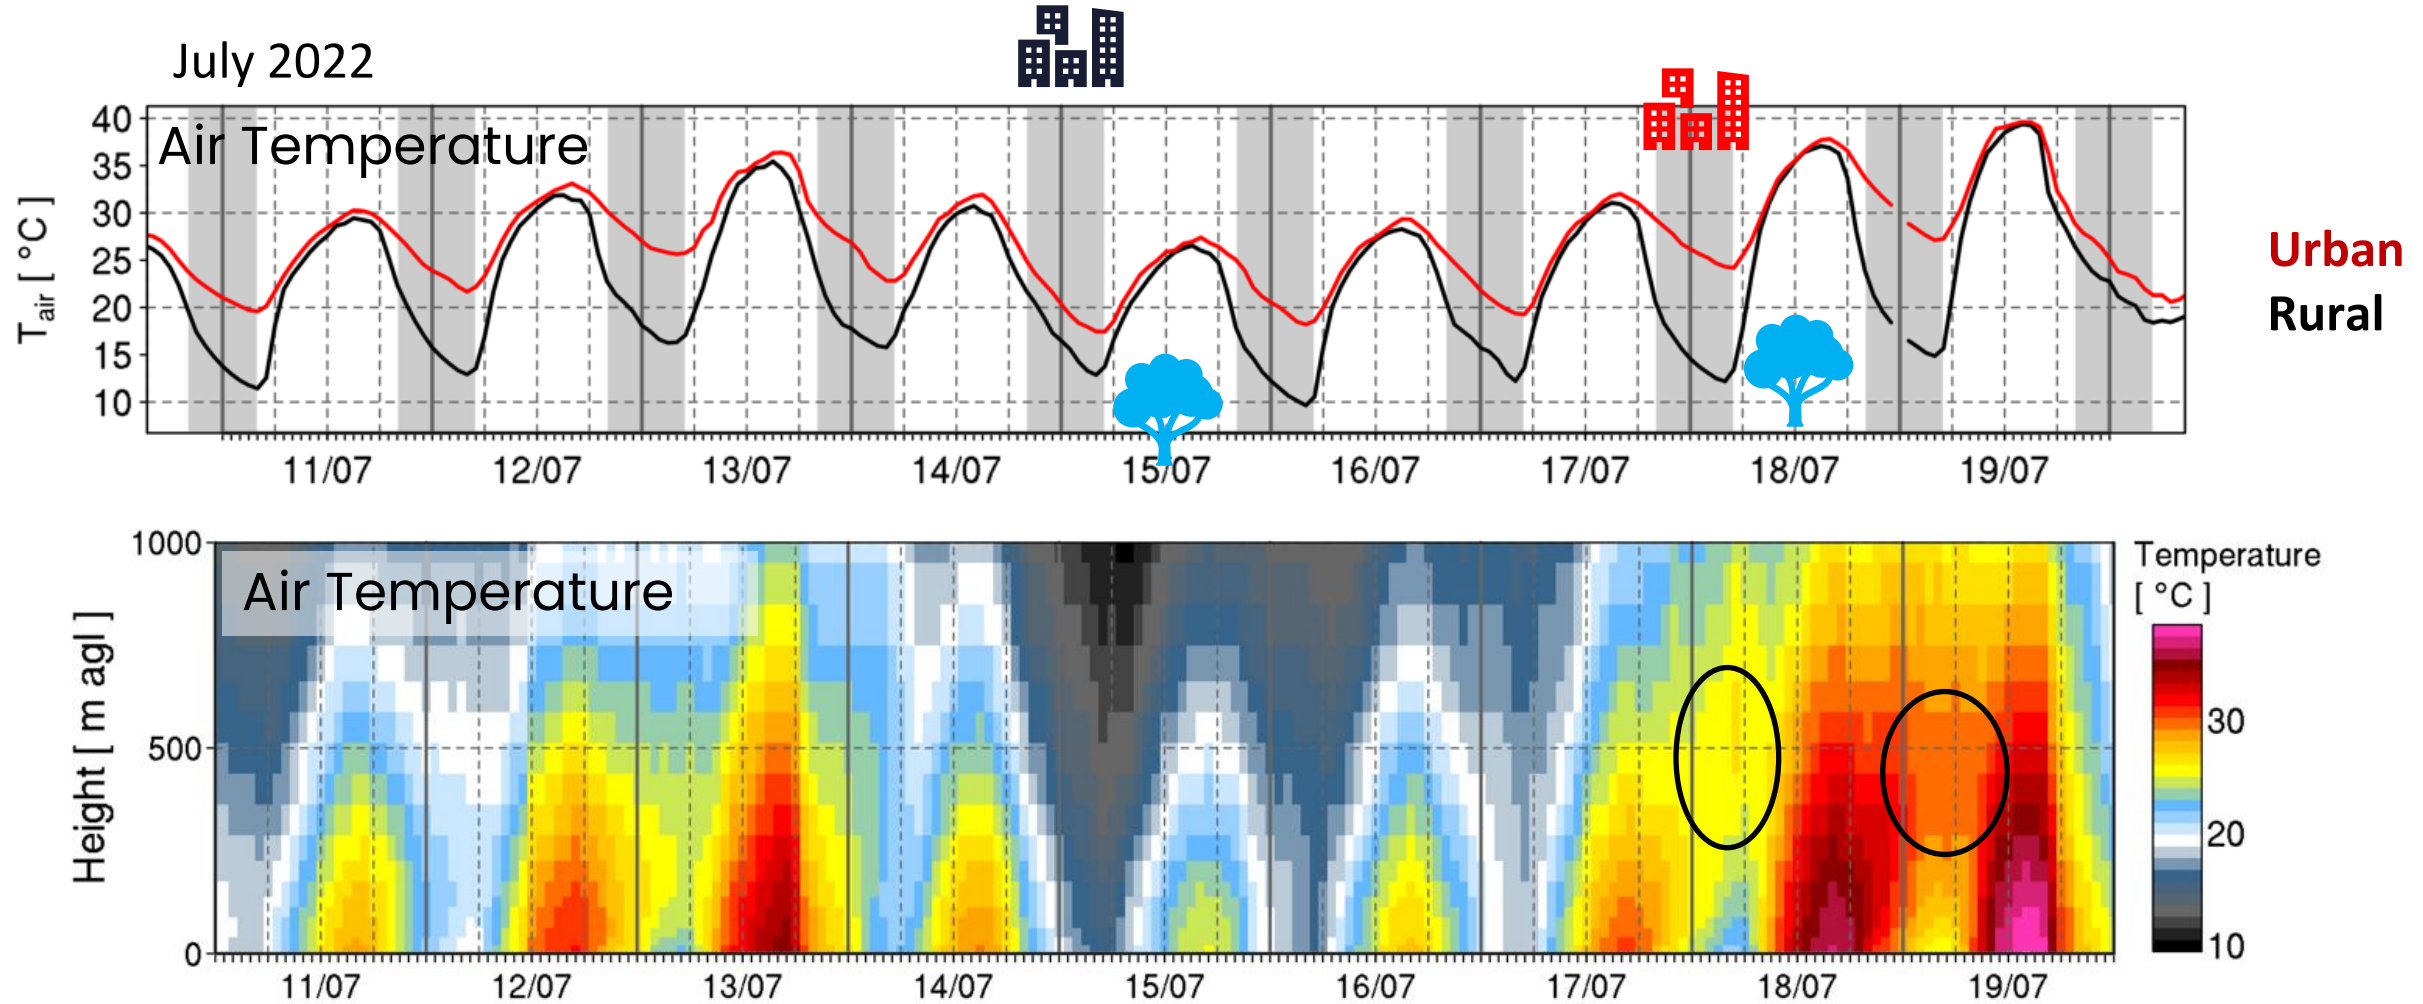 July 2022
Air Temperature
Tair [ °C ]
40
35
30
25
20
15
10
11/07 12/07 13/07 14/07 15/07 16/07 17/07 18/07 19/07
Urban
Rural
Air Temperature
Height [ m agl ]
1000
500
0
11/07 12/07 13/07 14/07 15/07 16/07 17/07 18/07 19/07
Temperature
[ °C ]
30
20
10